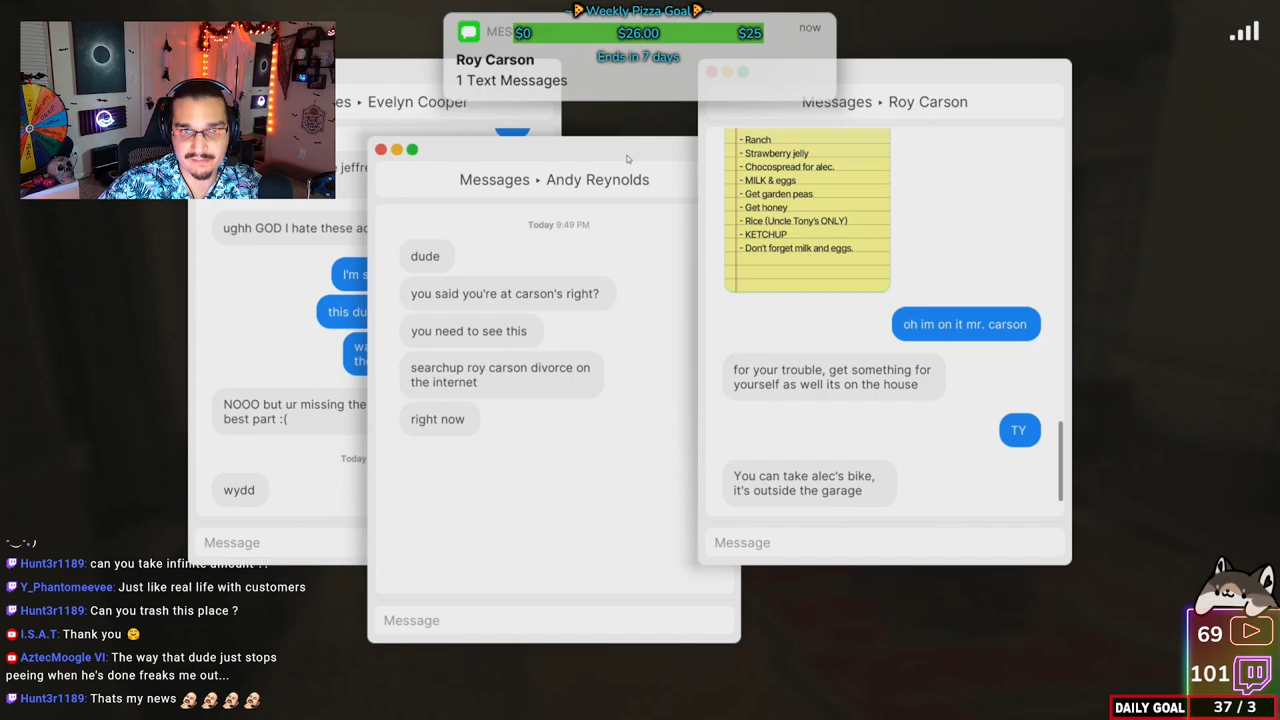 ~🍕Weekly Pizza Goal🍕~
$0
$26.00
$25
Ends in 7 days
MES
now
Roy Carson
1 Text Messages
es ▸ Evelyn Cooper
e jeffre
ughh GOD I hate these ad
I'm s
this du
wa
the
NOOO but ur missing the
best part :(
Today
wydd
Message
Messages ▸ Andy Reynolds
Today 9:49 PM
dude
you said you're at carson's right?
you need to see this
searchup roy carson divorce on
the internet
right now
Message
Messages ▸ Roy Carson
- Ranch
- Strawberry jelly
- Chocospread for alec.
- MILK & eggs
- Get garden peas
- Get honey
- Rice (Uncle Tony's ONLY)
- KETCHUP
- Don't forget milk and eggs.
oh im on it mr. carson
for your trouble, get something for
yourself as well its on the house
TY
You can take alec's bike,
it's outside the garage
Message
Hunt3r1189: can you take infinite amount ??
Y_Phantomeevee: Just like real life with customers
Hunt3r1189: Can you trash this place ?
I.S.A.T.: Thank you 🤗
AztecMoogle VI: The way that dude just stops
peeing when he's done freaks me out...
Hunt3r1189: Thats my news
69
101
DAILY GOAL 37 / 3